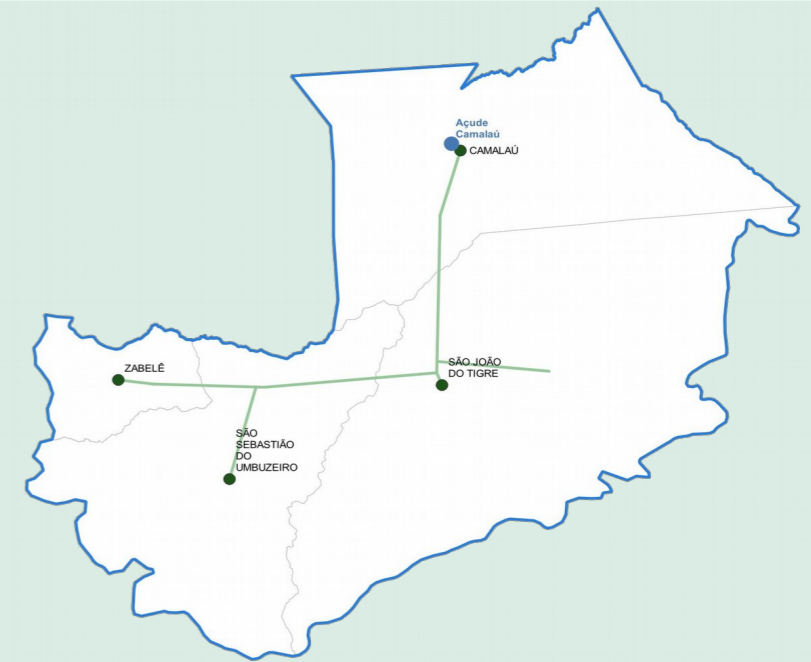 Açude
Camalaú
CAMALAÚ
SÃO JOÃO
DO TIGRE
ZABELÊ
SÃO
SEBASTIÃO
DO
UMBUZEIRO